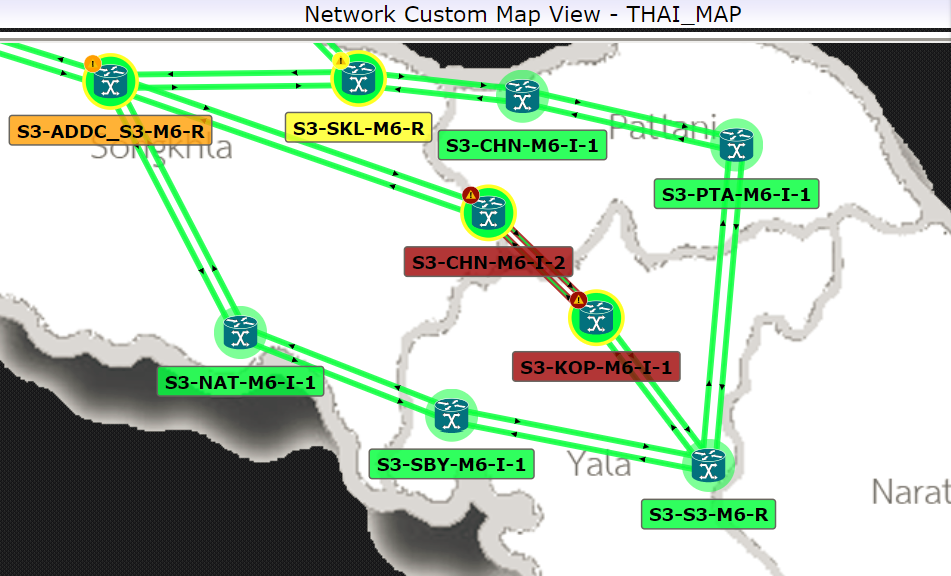 Network Custom Map View - THAI_MAP
S3-ADDC_S3-M6-R
S3-SKL-M6-R
Songkhla
Pattani
S3-CHN-M6-I-1
S3-PTA-M6-I-1
S3-CHN-M6-I-2
S3-KOP-M6-I-1
S3-NAT-M6-I-1
S3-SBY-M6-I-1
Yala
Narat
S3-S3-M6-R